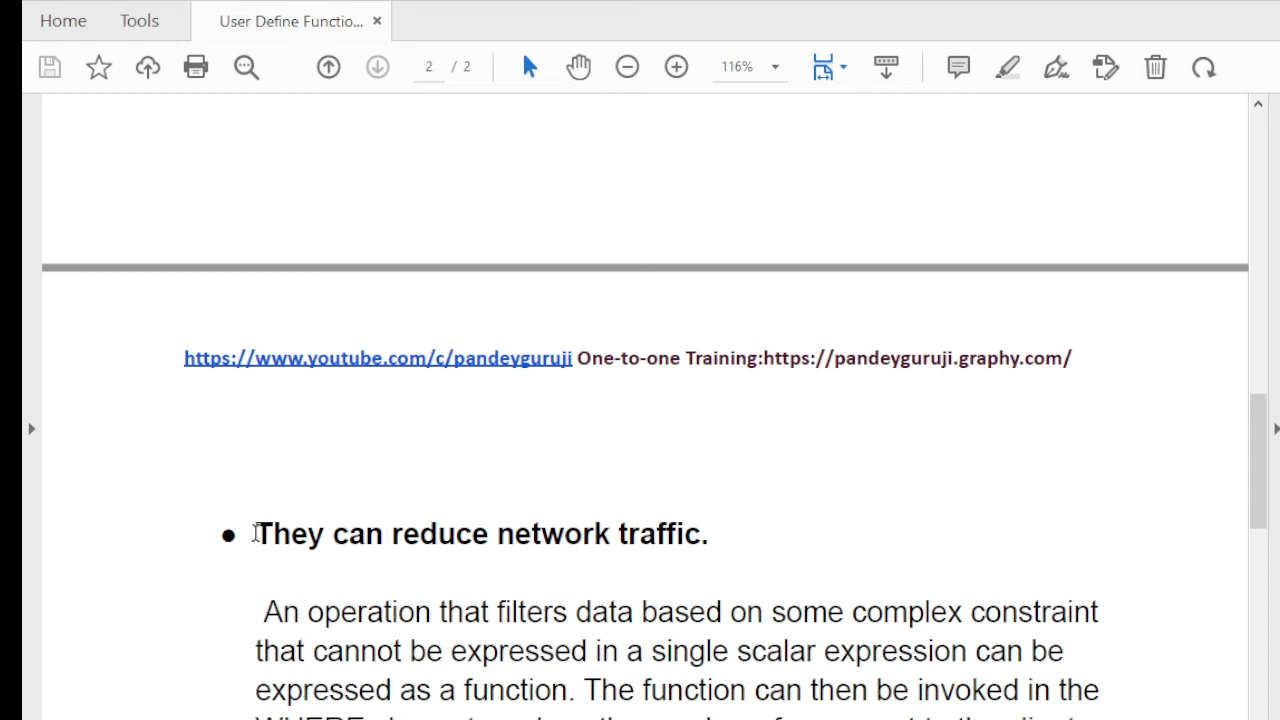 Home Tools User Define Functio... ×
2 / 2 116%
https://www.youtube.com/c/pandeyguruji One-to-one Training:https://pandeyguruji.graphy.com/
● They can reduce network traffic.
An operation that filters data based on some complex constraint
that cannot be expressed in a single scalar expression can be
expressed as a function. The function can then be invoked in the